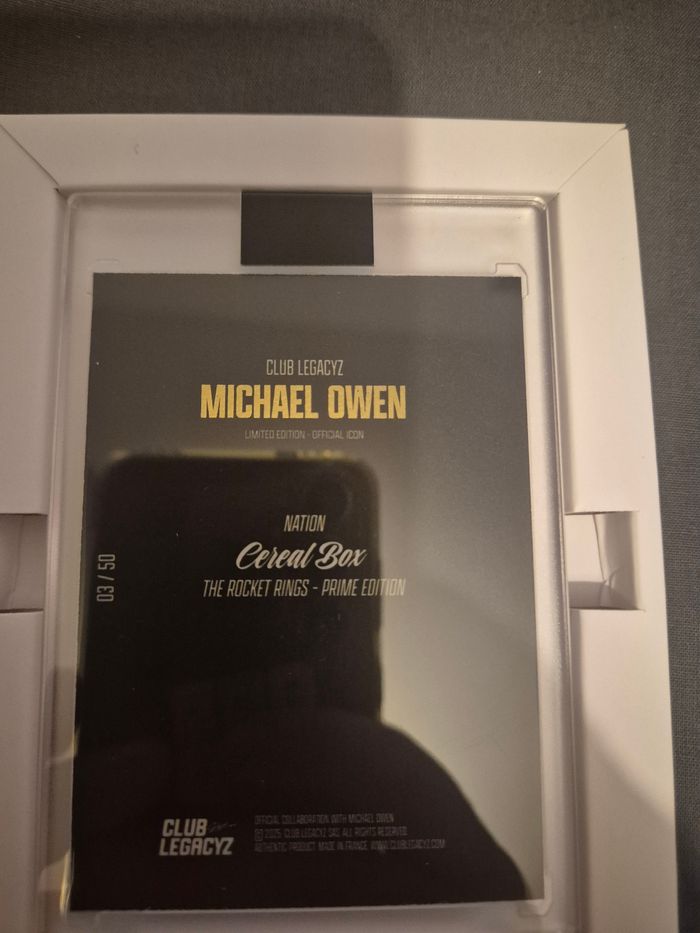 CLUB LEGACYZ
MICHAEL OWEN
LIMITED EDITION - OFFICIAL ICON
NATION
Cereal Box
THE ROCKET RINGS - PRIME EDITION
03 / 50
CLUB
LEGACYZ
OFFICIAL COLLABORATION WITH MICHAEL OWEN
© 2025 CLUB LEGACYZ SAS. ALL RIGHTS RESERVED.
AUTHENTIC PRODUCT MADE IN FRANCE WWW.CLUBLEGACYZ.COM